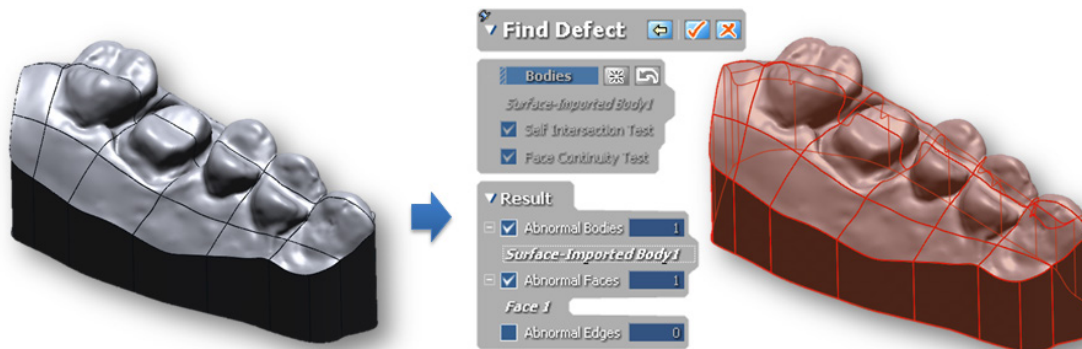 Find Defect
Bodies
Surface-Imported Body1
Self Intersection Test
Face Continuity Test
Result
Abnormal Bodies 1
Surface-Imported Body1
Abnormal Faces 1
Face 1
Abnormal Edges 0